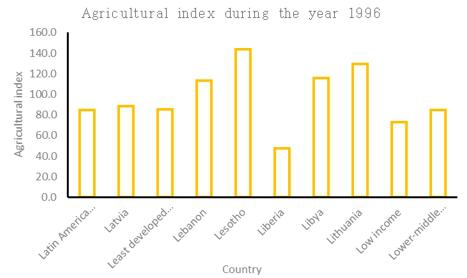 Agricultural index during the year 1996
160.0
140.0
120.0
100.0
80.0
60.0
40.0
20.0
0.0
Agricultural index
Latin America...
Latvia
Least developed...
Lebanon
Lesotho
Liberia
Libya
Lithuania
Low income
Lower-middle...
Country